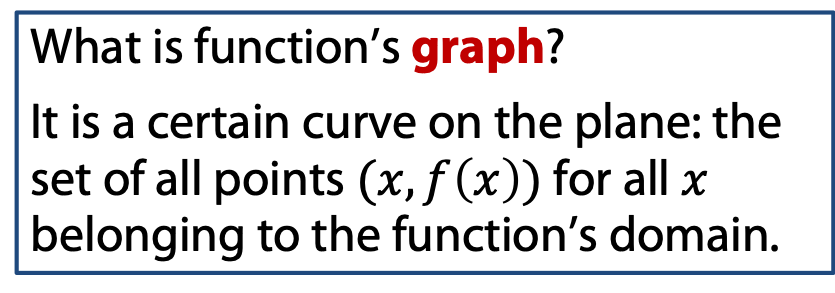 What is function’s graph?
It is a certain curve on the plane: the
set of all points (x, f(x)) for all x
belonging to the function’s domain.